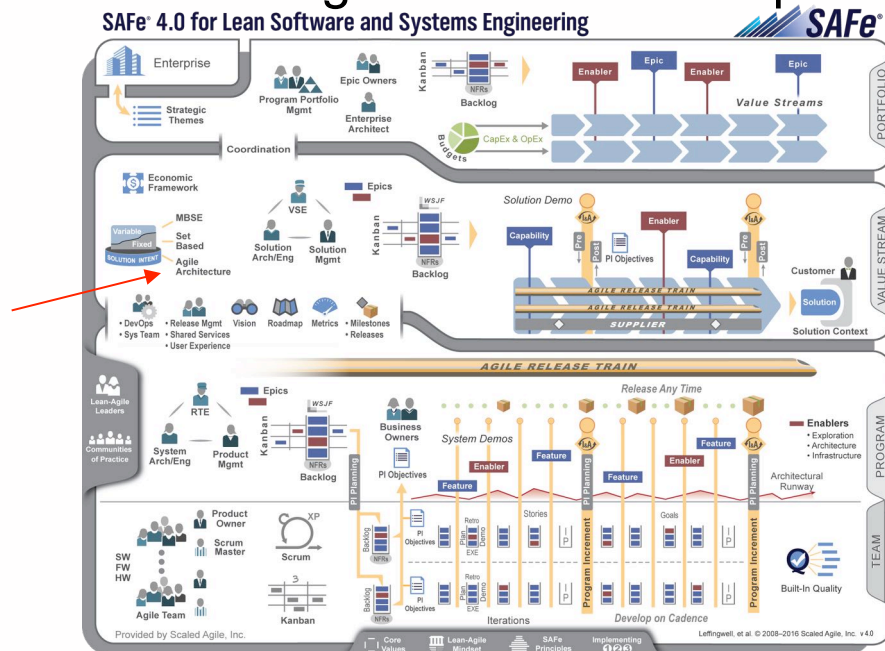 SAFe® 4.0 for Lean Software and Systems Engineering
SAFe®
Enterprise
Strategic
Themes
Program Portfolio
Mgmt
Epic Owners
Enterprise
Architect
Kanban
NFRs
Backlog
Budgets
CapEx & OpEx
Enabler
Epic
Enabler
Epic
Value Streams
PORTFOLIO
Coordination
Economic
Framework
MBSE
Variable
Fixed
Set
Based
SOLUTION INTENT
Agile
Architecture
VSE
Solution
Arch/Eng
Solution
Mgmt
Epics
Kanban
WSJF
NFRs
Backlog
Solution Demo
Capability
I&A
Pre
Post
PI Objectives
Enabler
Capability
I&A
Pre
Post
AGILE RELEASE TRAIN
AGILE RELEASE TRAIN
SUPPLIER
Customer
Solution
Solution Context
VALUE STREAM
• DevOps
• Sys Team
• Release Mgmt
• Shared Services
• User Experience
Vision
Roadmap
Metrics
• Milestones
• Releases
AGILE RELEASE TRAIN
Lean-Agile
Leaders
Communities
of Practice
RTE
System
Arch/Eng
Product
Mgmt
Epics
Kanban
WSJF
NFRs
Backlog
PI Planning
Business
Owners
PI Objectives
Release Any Time
System Demos
Feature
Enabler
Feature
I&A
PI Planning
Feature
Enabler
Feature
I&A
PI Planning
Enablers
• Exploration
• Architecture
• Infrastructure
Architectural
Runway
PROGRAM
Product
Owner
Scrum
Master
SW
FW
HW
Agile Team
XP
Scrum
3
Kanban
Backlog
NFRs
PI
Objectives
Plan
Retro
Demo
EXE
Stories
I
P
Program Increment
Goals
I
P
Program Increment
Backlog
NFRs
PI
Objectives
Plan
Retro
Demo
EXE
I
P
I
P
Iterations
Develop on Cadence
Built-In Quality
TEAM
Provided by Scaled Agile, Inc.
Core
Values
Lean-Agile
Mindset
SAFe
Principles
Implementing
123
Leffingwell, et al. © 2008–2016 Scaled Agile, Inc. v4.0